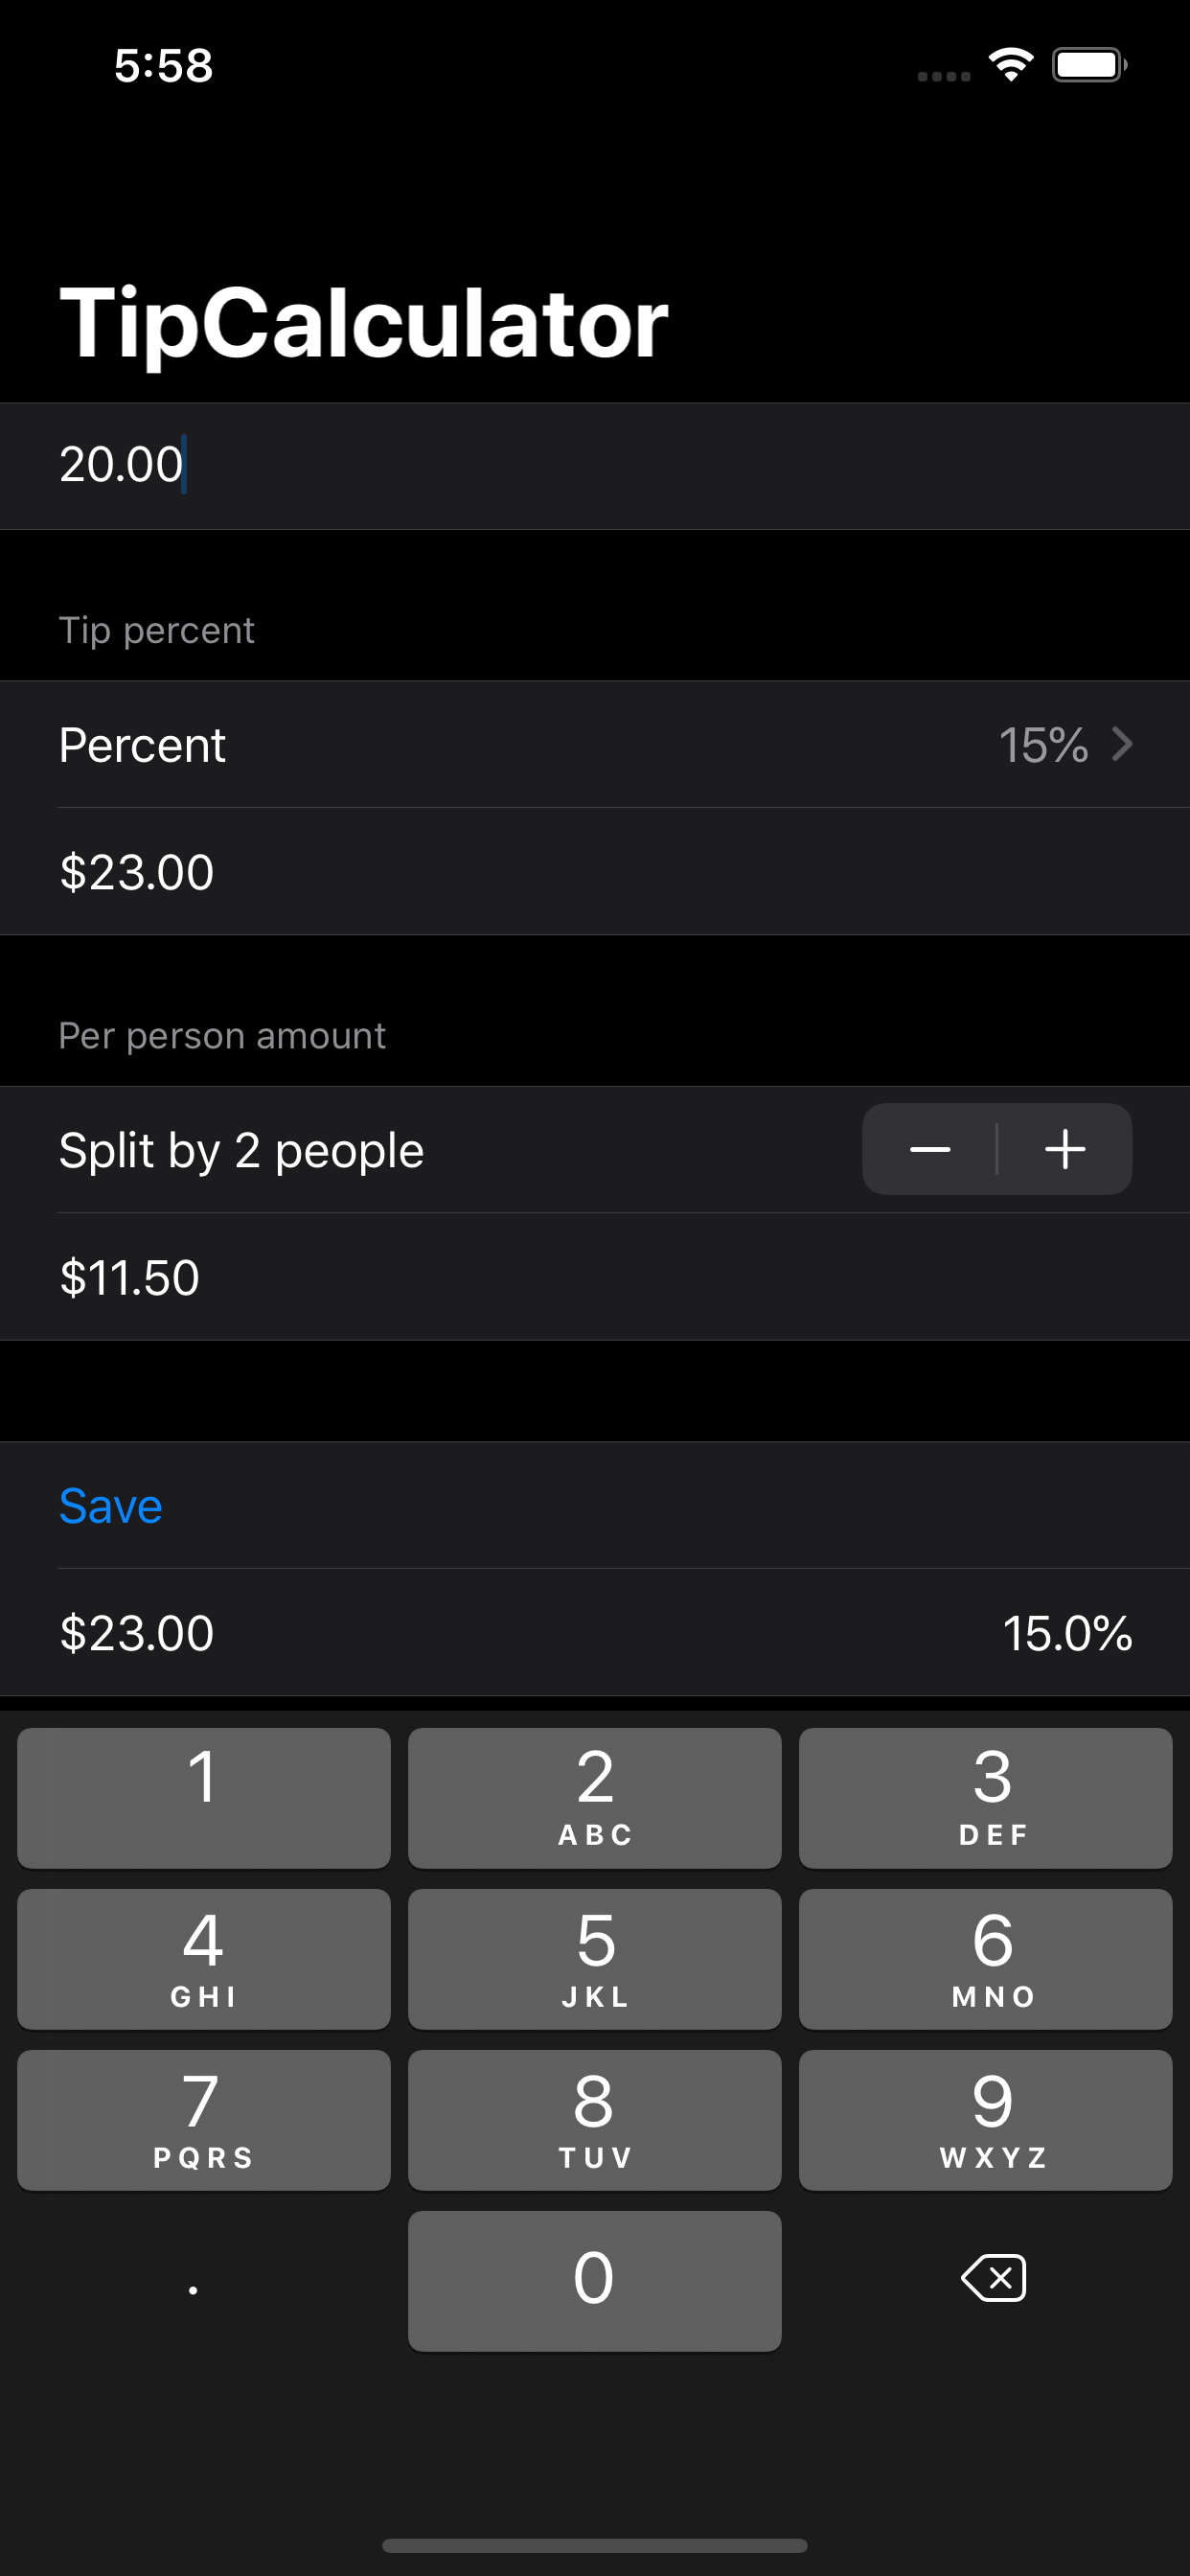 5:58
TipCalculator
20.00
Tip percent
Percent 15%
$23.00
Per person amount
Split by 2 people
$11.50
Save
$23.00 15.0%
1 2 3
ABC DEF
4 5 6
GHI JKL MNO
7 8 9
PQRS TUV WXYZ
. 0